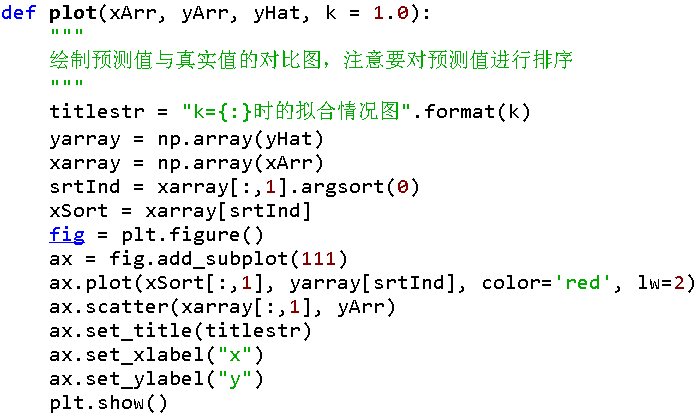 def plot(xArr, yArr, yHat, k = 1.0):
    """
    绘制预测值与真实值的对比图，注意要对预测值进行排序
    """
    titlestr = "k={:}时的拟合情况图".format(k)
    yarray = np.array(yHat)
    xarray = np.array(xArr)
    srtInd = xarray[:,1].argsort(0)
    xSort = xarray[srtInd]
    fig = plt.figure()
    ax = fig.add_subplot(111)
    ax.plot(xSort[:,1], yarray[srtInd], color='red', lw=2)
    ax.scatter(xarray[:,1], yArr)
    ax.set_title(titlestr)
    ax.set_xlabel("x")
    ax.set_ylabel("y")
    plt.show()